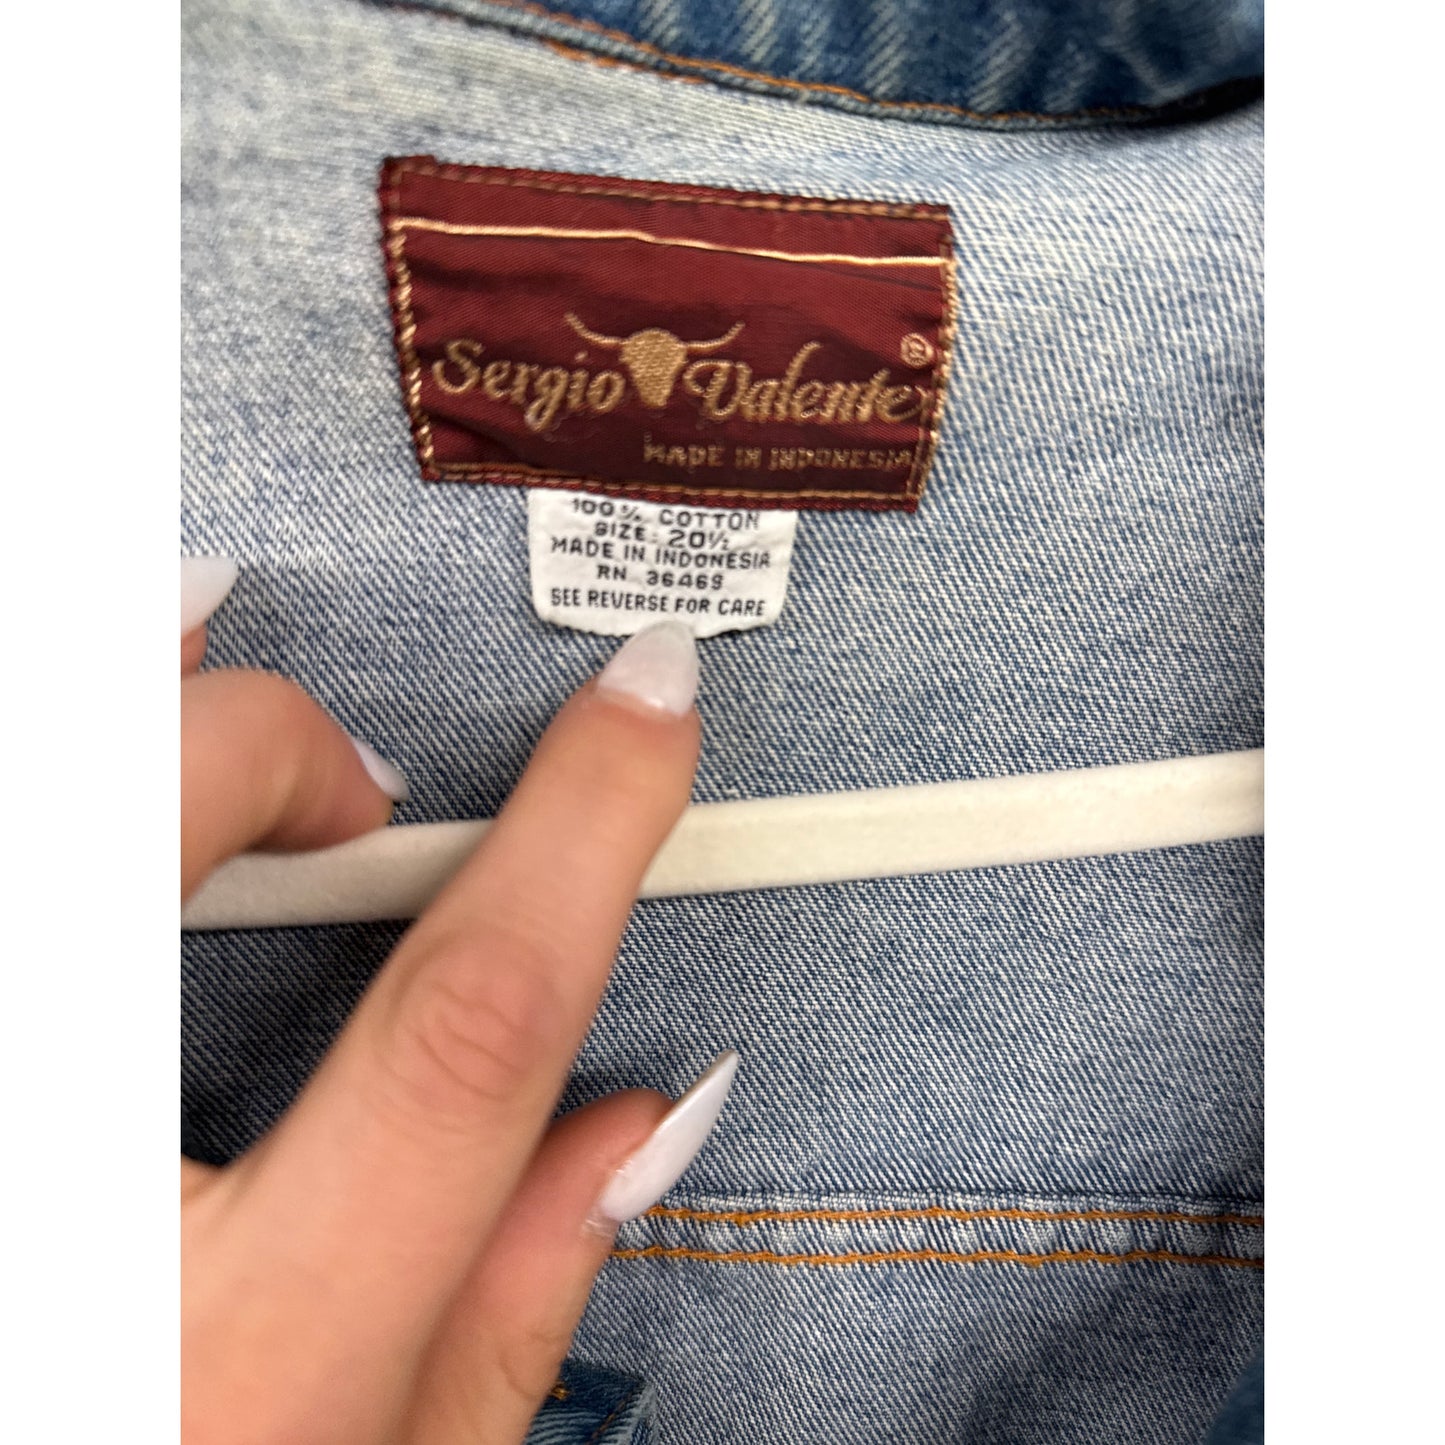 Sergio Valente ®
MADE IN INDONESIA
100% COTTON
SIZE: 20½
MADE IN INDONESIA
RN 36469
SEE REVERSE FOR CARE